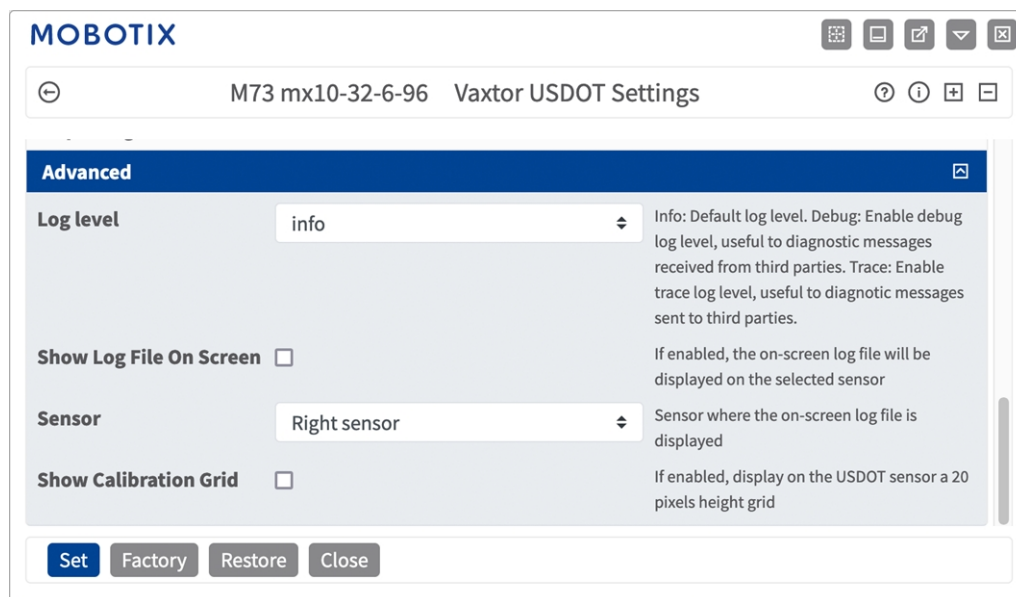 MOBOTIX
M73 mx10-32-6-96 Vaxtor USDOT Settings
Advanced
Log level
info
Info: Default log level. Debug: Enable debug
log level, useful to diagnostic messages
received from third parties. Trace: Enable
trace log level, useful to diagnotic messages
sent to third parties.
Show Log File On Screen
If enabled, the on-screen log file will be
displayed on the selected sensor
Sensor
Right sensor
Sensor where the on-screen log file is
displayed
Show Calibration Grid
If enabled, display on the USDOT sensor a 20
pixels height grid
Set Factory Restore Close